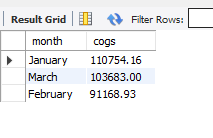 Result Grid Filter Rows:
month cogs
January 110754.16
March 103683.00
February 91168.93